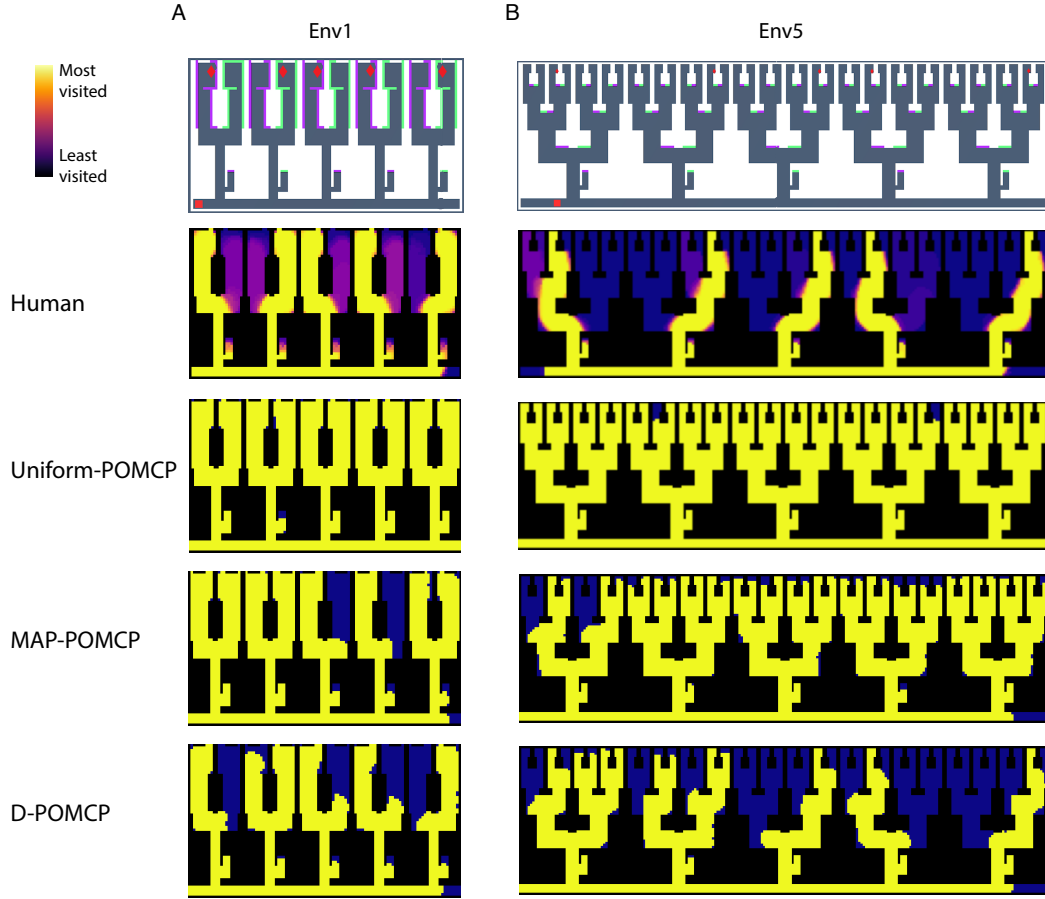 A
B
Env1
Env5
Most
visited
Least
visited
Human
Uniform-POMCP
MAP-POMCP
D-POMCP